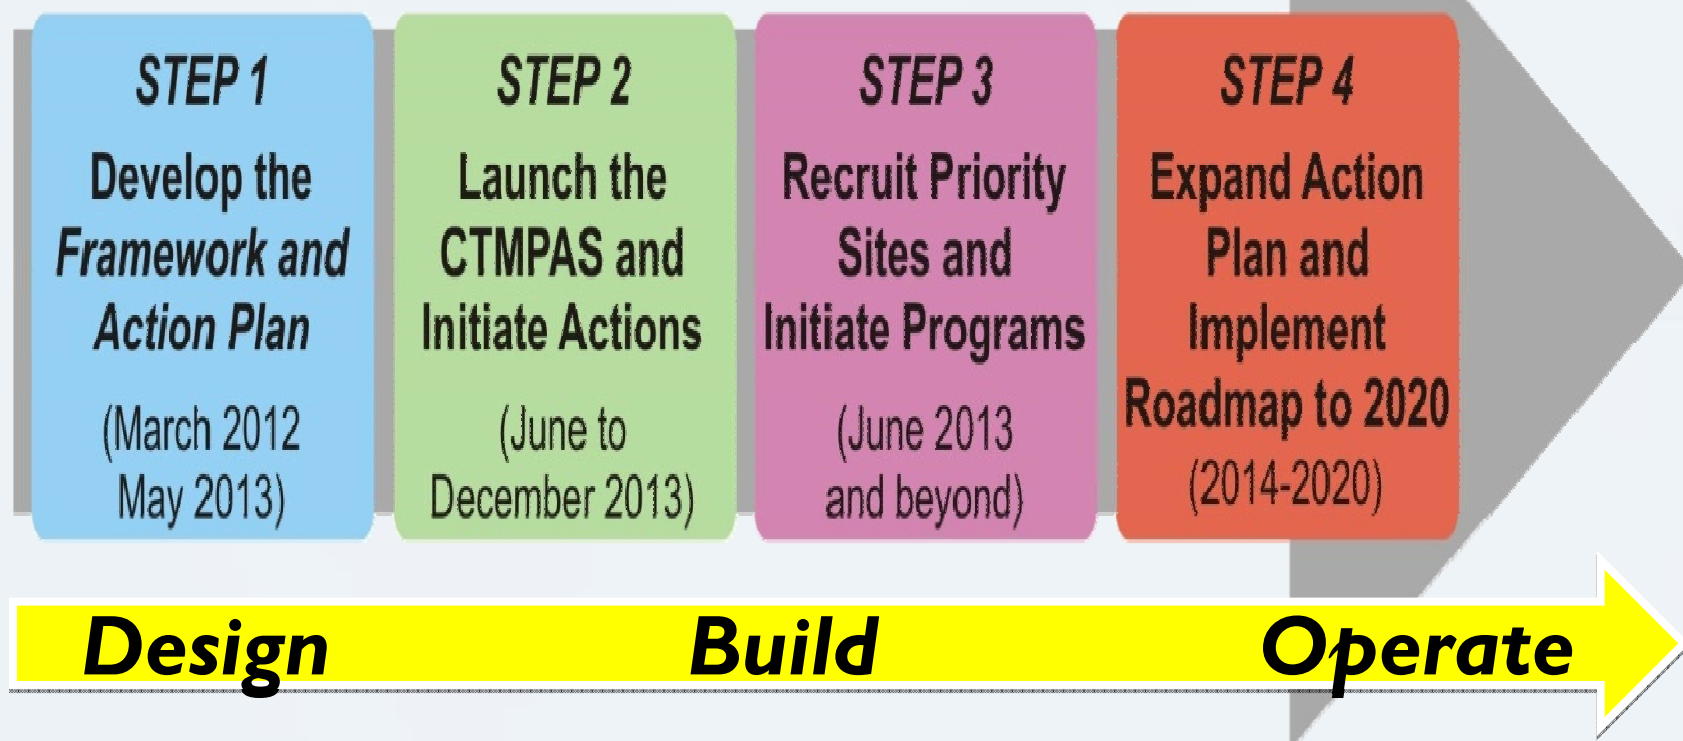 STEP 1
Develop the
Framework and
Action Plan
(March 2012
May 2013)
STEP 2
Launch the
CTMPAS and
Initiate Actions
(June to
December 2013)
STEP 3
Recruit Priority
Sites and
Initiate Programs
(June 2013
and beyond)
STEP 4
Expand Action
Plan and
Implement
Roadmap to 2020
(2014-2020)
Design
Build
Operate